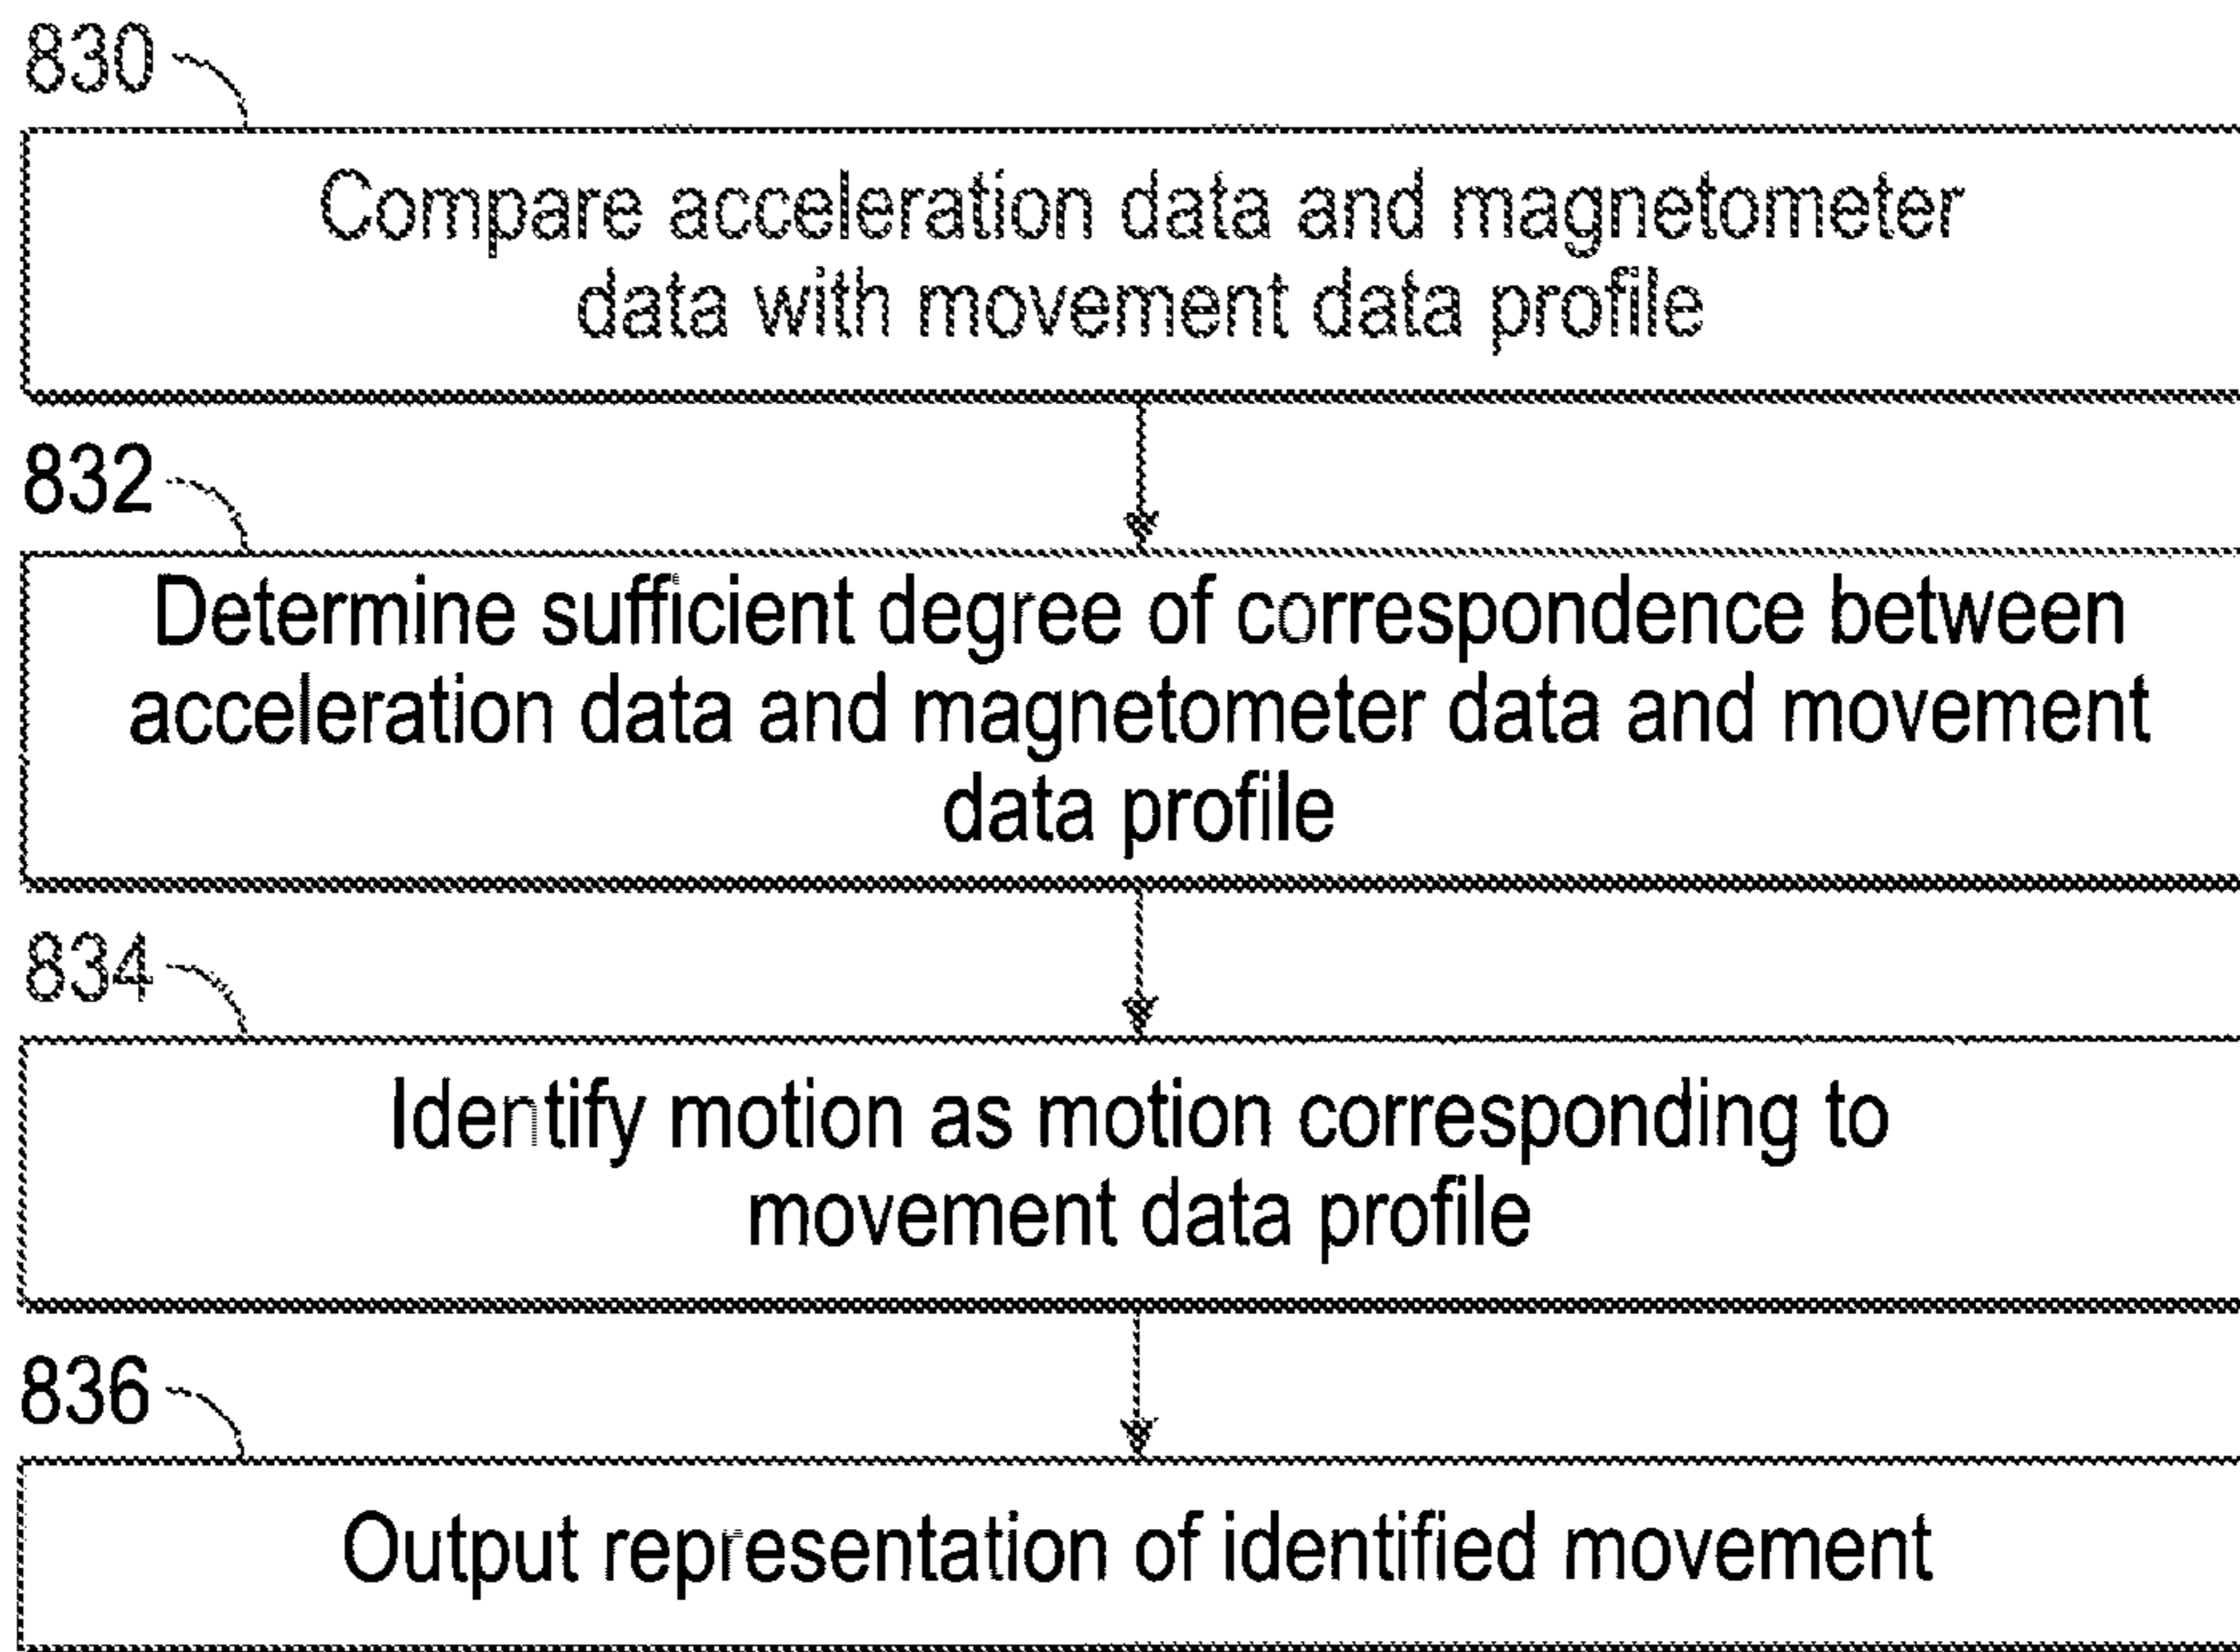 830
Compare acceleration data and magnetometer
data with movement data profile
832
Determine sufficient degree of correspondence between
acceleration data and magnetometer data and movement
data profile
834
Identify motion as motion corresponding to
movement data profile
836
Output representation of identified movement